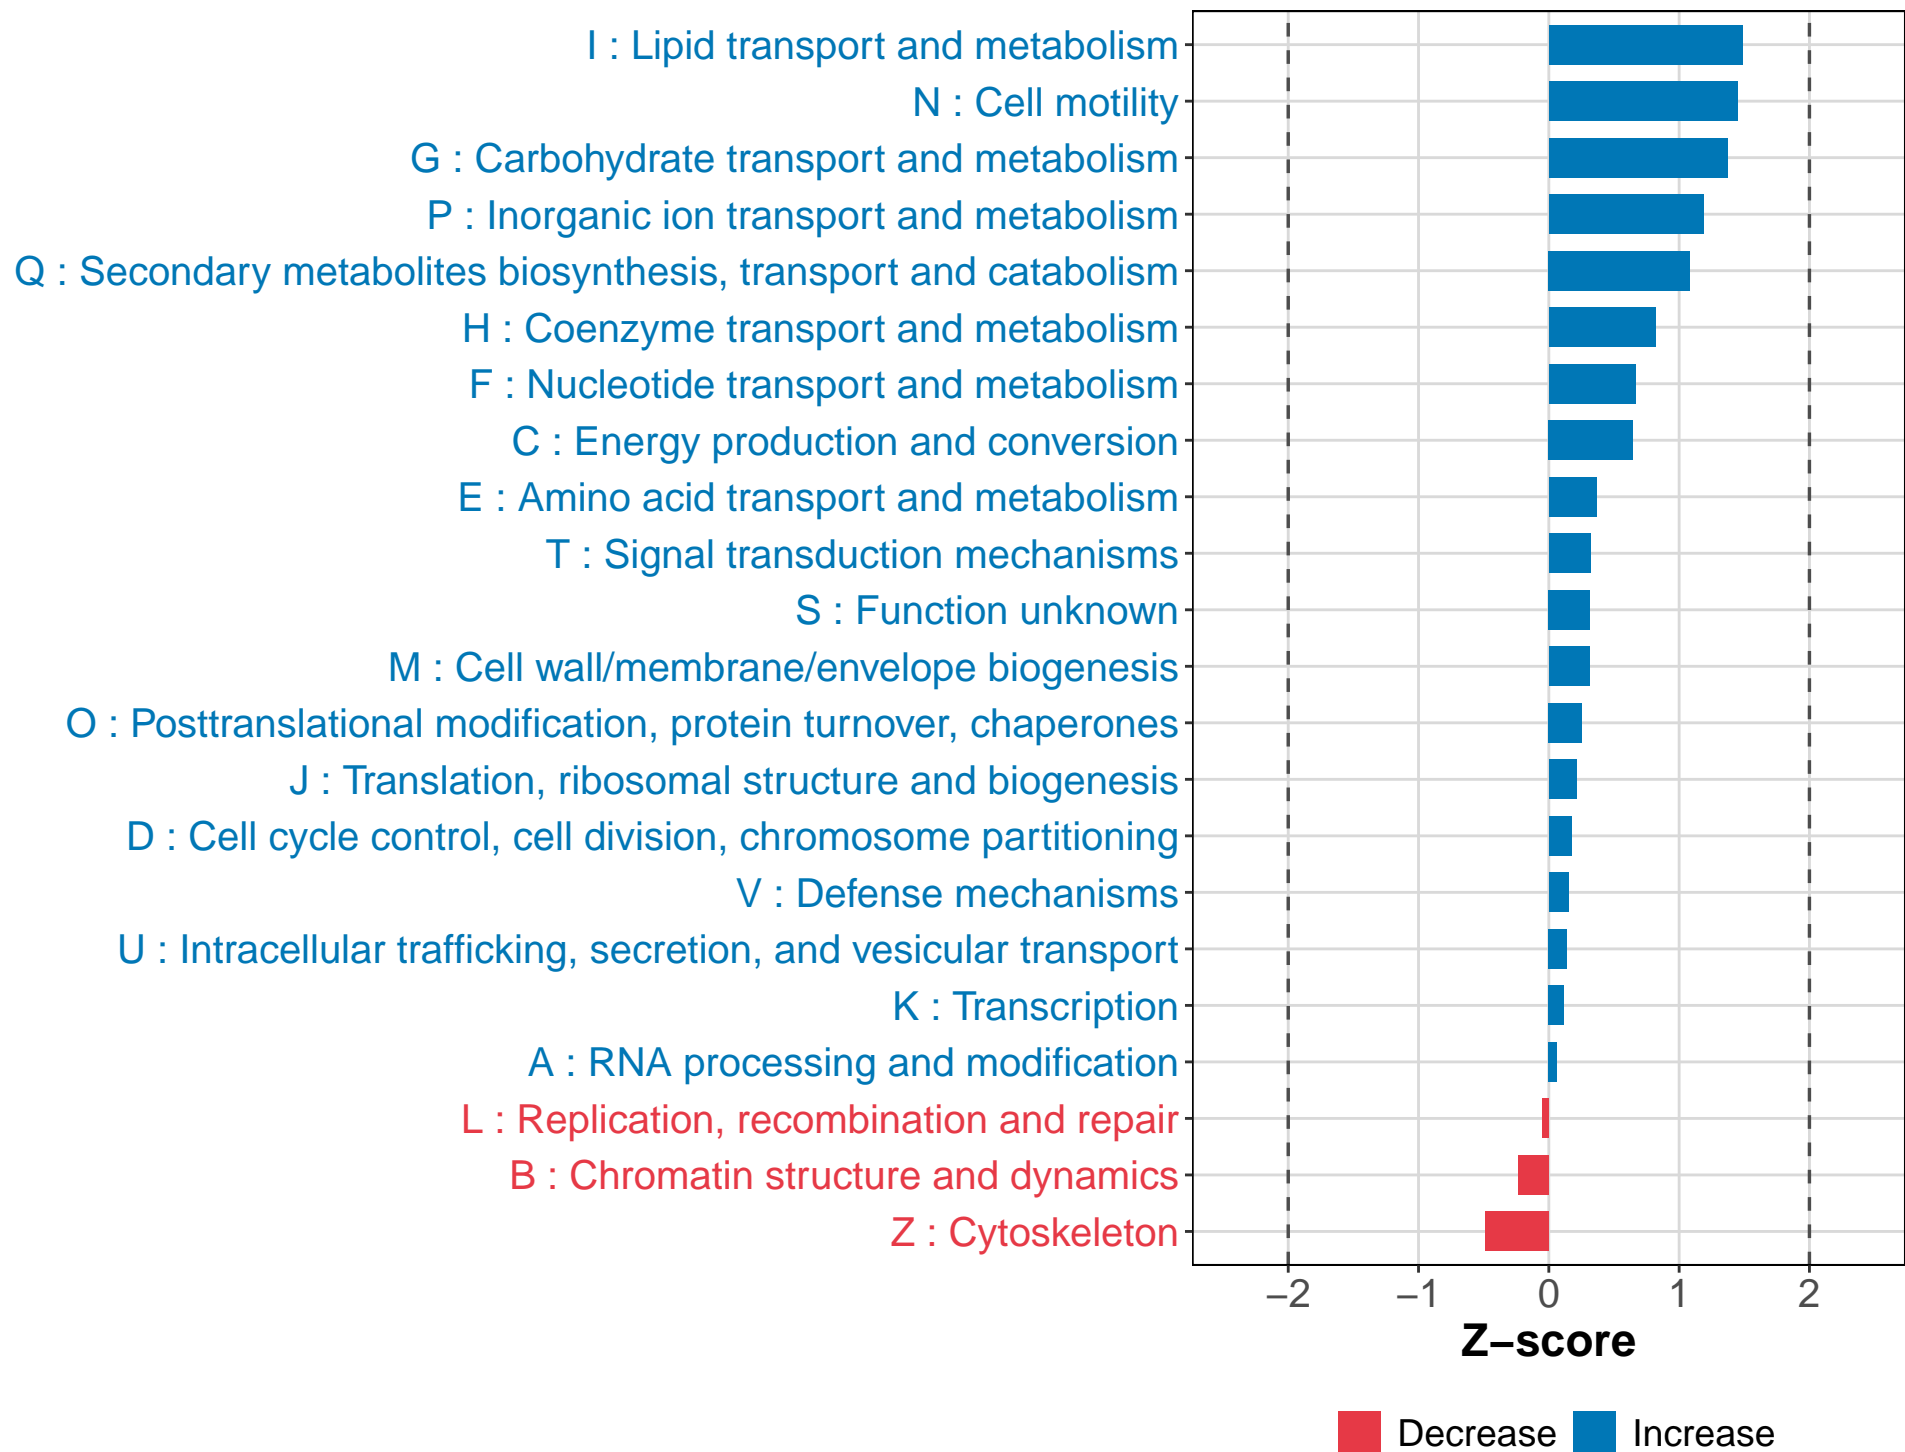 I : Lipid transport and metabolism
N : Cell motility
G : Carbohydrate transport and metabolism
P : Inorganic ion transport and metabolism
Q : Secondary metabolites biosynthesis, transport and catabolism
H : Coenzyme transport and metabolism
F : Nucleotide transport and metabolism
C : Energy production and conversion
E : Amino acid transport and metabolism
T : Signal transduction mechanisms
S : Function unknown
M : Cell wall/membrane/envelope biogenesis
O : Posttranslational modification, protein turnover, chaperones
J : Translation, ribosomal structure and biogenesis
D : Cell cycle control, cell division, chromosome partitioning
V : Defense mechanisms
U : Intracellular trafficking, secretion, and vesicular transport
K : Transcription
A : RNA processing and modification
L : Replication, recombination and repair
B : Chromatin structure and dynamics
Z : Cytoskeleton
−2 −1 0 1 2
Z−score
Decrease Increase